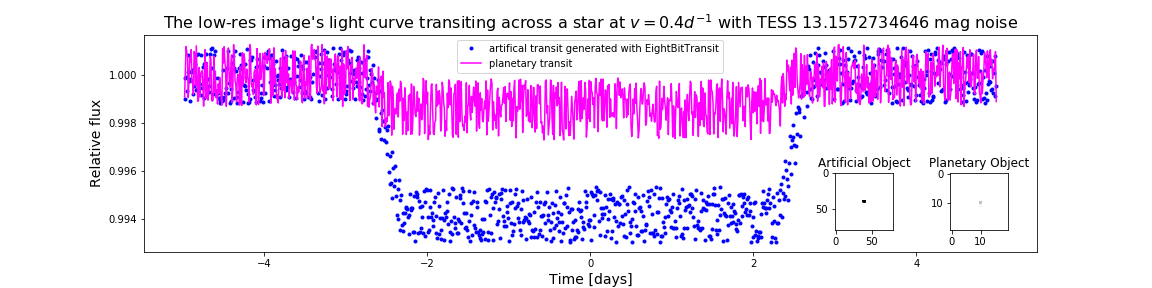 The low-res image's light curve transiting across a star at v = 0.4d⁻¹ with TESS 13.1572734646 mag noise
artifical transit generated with EightBitTransit
planetary transit
Relative flux
1.000
0.998
0.996
0.994
Artificial Object
0
50
0
50
Planetary Object
0
10
0
10
−4
−2
0
2
4
Time [days]